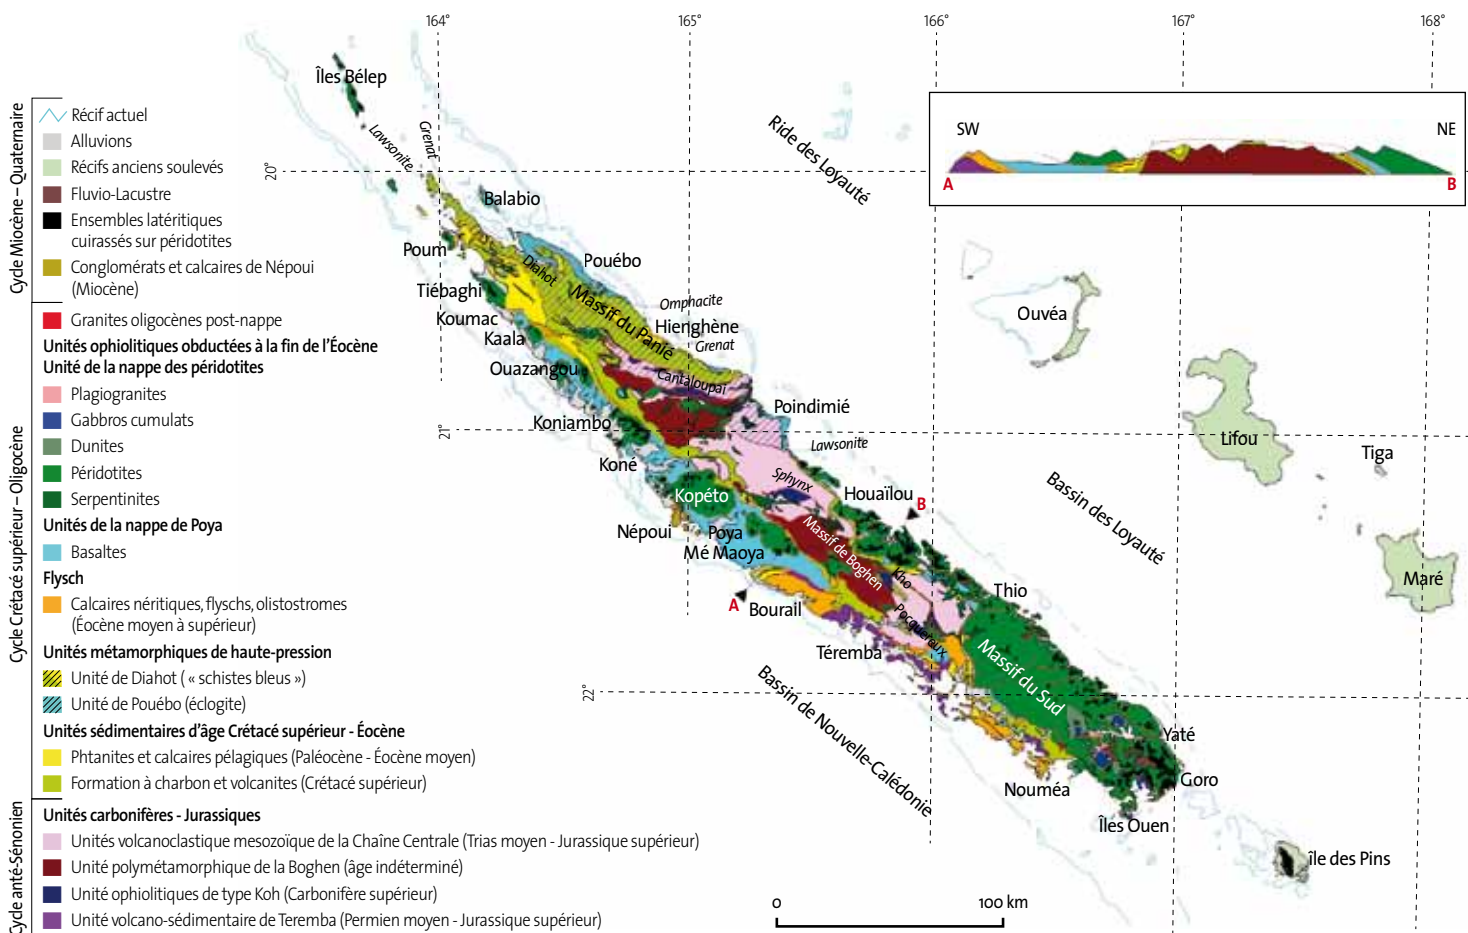 164°
165°
166°
167°
168°
20°
21°
22°
Cycle Miocène – Quaternaire
Récif actuel
Alluvions
Récifs anciens soulevés
Fluvio-Lacustre
Ensembles latéritiques
cuirassés sur péridotites
Conglomérats et calcaires de Népoui
(Miocène)
Cycle Crétacé supérieur – Oligocène
Granites oligocènes post-nappe
Unités ophiolitiques obductées à la fin de l'Éocène
Unité de la nappe des péridotites
Plagiogranites
Gabbros cumulats
Dunites
Péridotites
Serpentinites
Unités de la nappe de Poya
Basaltes
Flysch
Calcaires néritiques, flyschs, olistostromes
(Éocène moyen à supérieur)
Unités métamorphiques de haute-pression
Unité de Diahot ( « schistes bleus »)
Unité de Pouébo (éclogite)
Unités sédimentaires d'âge Crétacé supérieur - Éocène
Phtanites et calcaires pélagiques (Paléocène - Éocène moyen)
Formation à charbon et volcanites (Crétacé supérieur)
Cycle anté-Sénonien
Unités carbonifères - Jurassiques
Unités volcanoclastique mesozoïque de la Chaîne Centrale (Trias moyen - Jurassique supérieur)
Unité polymétamorphique de la Boghen (âge indéterminé)
Unité ophiolitiques de type Koh (Carbonifère supérieur)
Unité volcano-sédimentaire de Teremba (Permien moyen - Jurassique supérieur)
Îles Bélep
Lawsonite
Grenat
Balabio
Poum
Diahot
Pouébo
Tiébaghi
Massif du Panié
Omphacite
Koumac
Hienghène
Kaala
Grenat
Ouazangou
Cantaloupaï
Poindimié
Koniambo
Lawsonite
Koné
Sphynx
Kopéto
Houaïlou
B
Népoui
Poya
Massif de Boghen
Mé Maoya
Kho
A
Bourail
Thio
Pocquereux
Téremba
Massif du Sud
Yaté
Nouméa
Goro
Îles Ouen
île des Pins
Ride des Loyauté
Bassin des Loyauté
Bassin de Nouvelle-Calédonie
Ouvéa
Lifou
Tiga
Maré
SW
NE
A
B
0
100 km